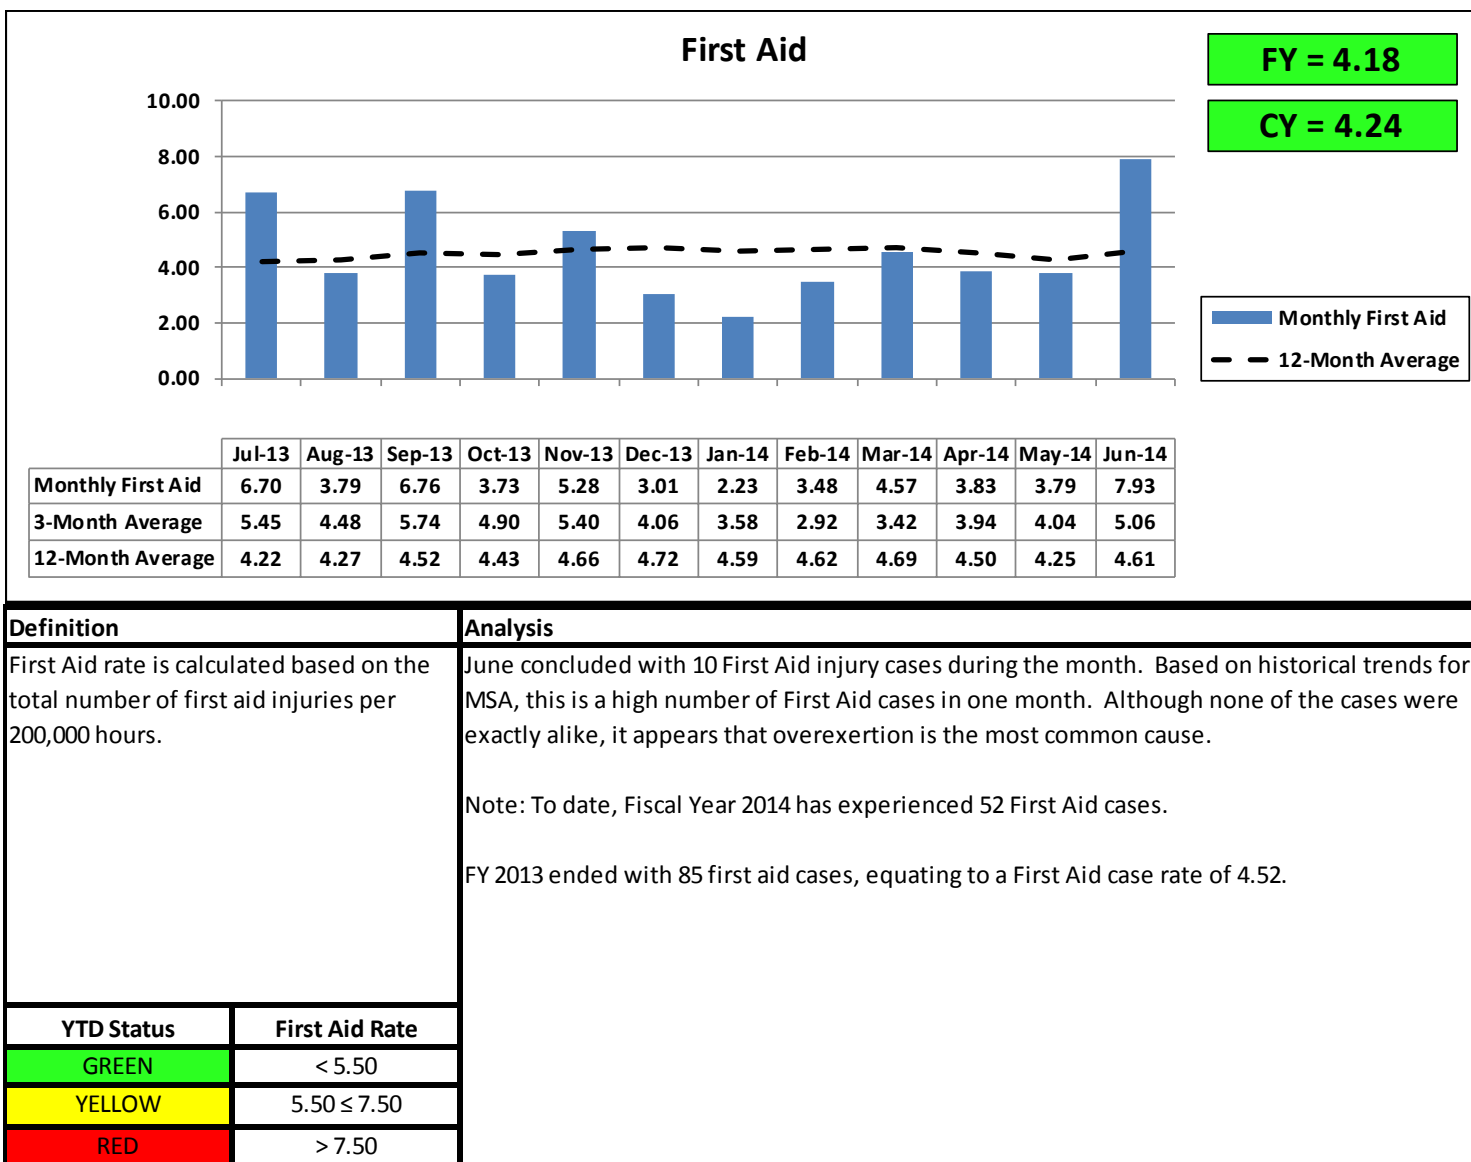 First Aid
FY = 4.18
CY = 4.24
10.00
8.00
6.00
4.00
2.00
0.00
Monthly First Aid
12-Month Average
Jul-13 Aug-13 Sep-13 Oct-13 Nov-13 Dec-13 Jan-14 Feb-14 Mar-14 Apr-14 May-14 Jun-14
Monthly First Aid 6.70 3.79 6.76 3.73 5.28 3.01 2.23 3.48 4.57 3.83 3.79 7.93
3-Month Average 5.45 4.48 5.74 4.90 5.40 4.06 3.58 2.92 3.42 3.94 4.04 5.06
12-Month Average 4.22 4.27 4.52 4.43 4.66 4.72 4.59 4.62 4.69 4.50 4.25 4.61
Definition
First Aid rate is calculated based on the
total number of first aid injuries per
200,000 hours.
Analysis
June concluded with 10 First Aid injury cases during the month.  Based on historical trends for
MSA, this is a high number of First Aid cases in one month.  Although none of the cases were
exactly alike, it appears that overexertion is the most common cause.
Note: To date, Fiscal Year 2014 has experienced 52 First Aid cases.
FY 2013 ended with 85 first aid cases, equating to a First Aid case rate of 4.52.
YTD Status First Aid Rate
GREEN < 5.50
YELLOW 5.50 ≤ 7.50
RED > 7.50